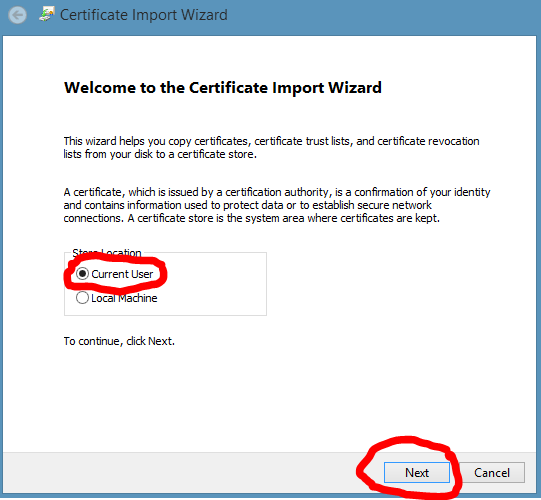 Certificate Import Wizard
Welcome to the Certificate Import Wizard
This wizard helps you copy certificates, certificate trust lists, and certificate revocation
lists from your disk to a certificate store.
A certificate, which is issued by a certification authority, is a confirmation of your identity
and contains information used to protect data or to establish secure network
connections. A certificate store is the system area where certificates are kept.
Store Location
Current User
Local Machine
To continue, click Next.
Next
Cancel